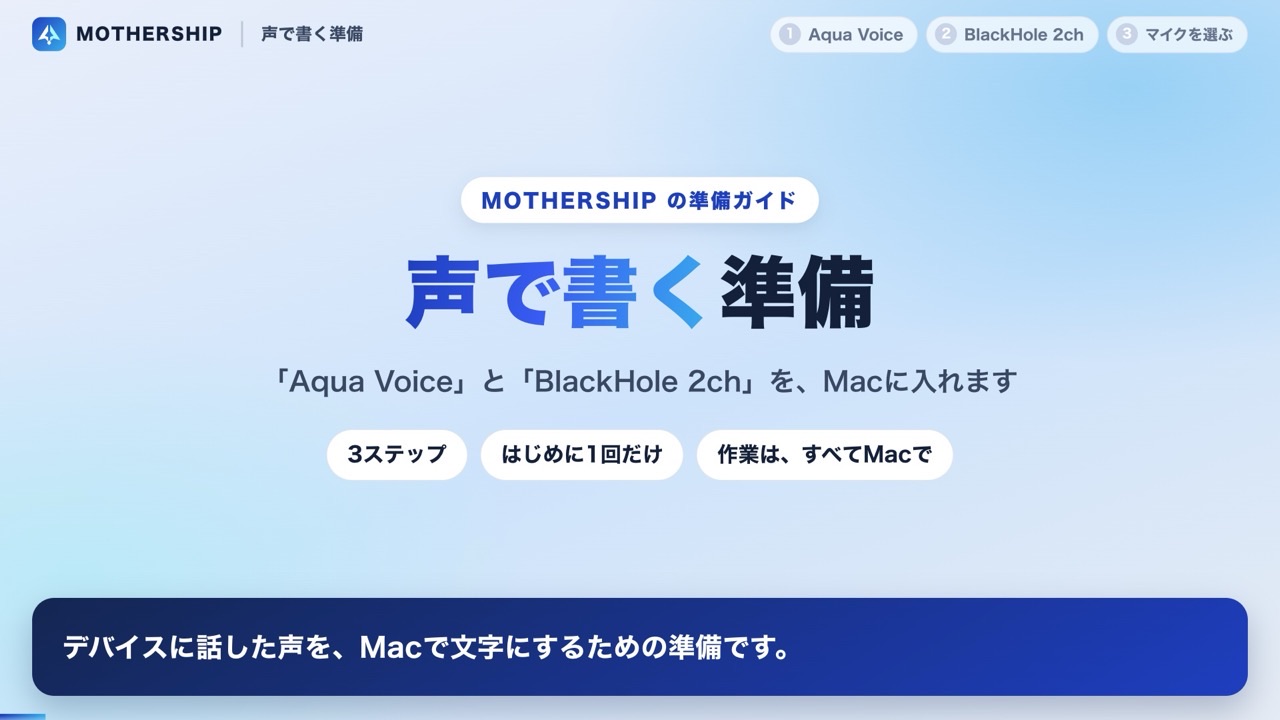 MOTHERSHIP
声で書く準備
1 Aqua Voice
2 BlackHole 2ch
3 マイクを選ぶ
MOTHERSHIP の準備ガイド
声で書く準備
「Aqua Voice」と「BlackHole 2ch」を、Macに入れます
3ステップ
はじめに1回だけ
作業は、すべてMacで
デバイスに話した声を、Macで文字にするための準備です。